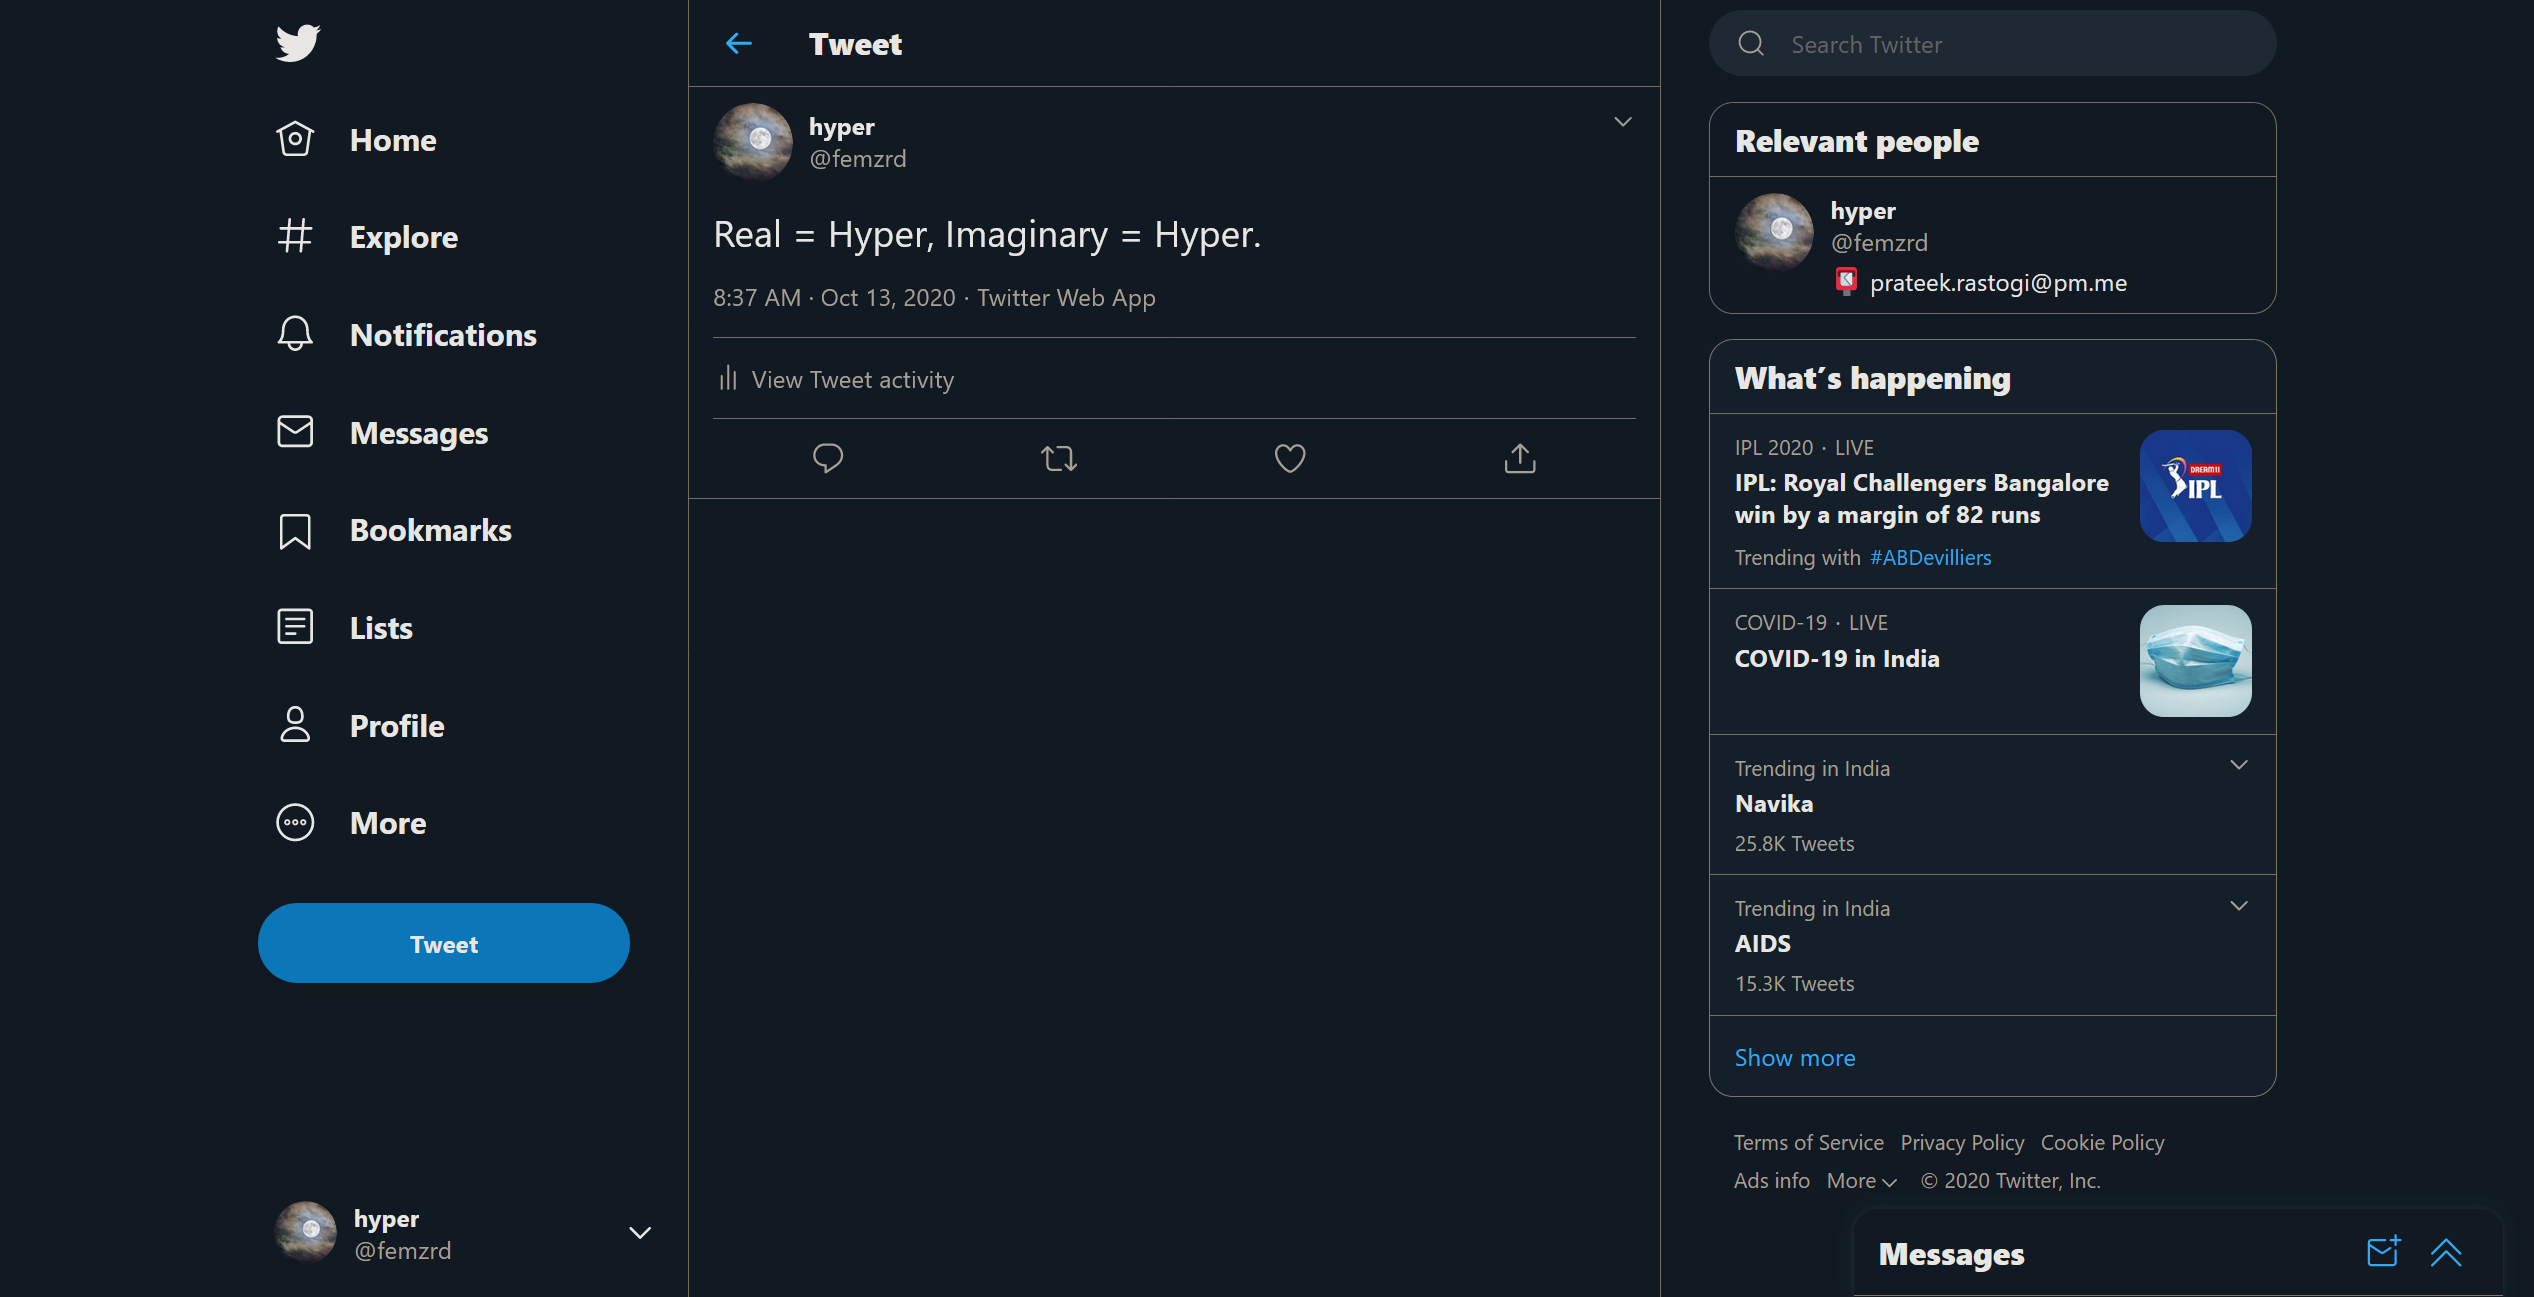 Home
Explore
Notifications
Messages
Bookmarks
Lists
Profile
More
Tweet
hyper
@femzrd
Tweet
hyper
@femzrd
Real = Hyper, Imaginary = Hyper.
8:37 AM · Oct 13, 2020 · Twitter Web App
View Tweet activity
Search Twitter
Relevant people
hyper
@femzrd
prateek.rastogi@pm.me
What´s happening
IPL 2020 · LIVE
IPL: Royal Challengers Bangalore
win by a margin of 82 runs
Trending with #ABDevilliers
DREAM11
IPL
COVID-19 · LIVE
COVID-19 in India
Trending in India
Navika
25.8K Tweets
Trending in India
AIDS
15.3K Tweets
Show more
Terms of Service Privacy Policy Cookie Policy
Ads info More © 2020 Twitter, Inc.
Messages